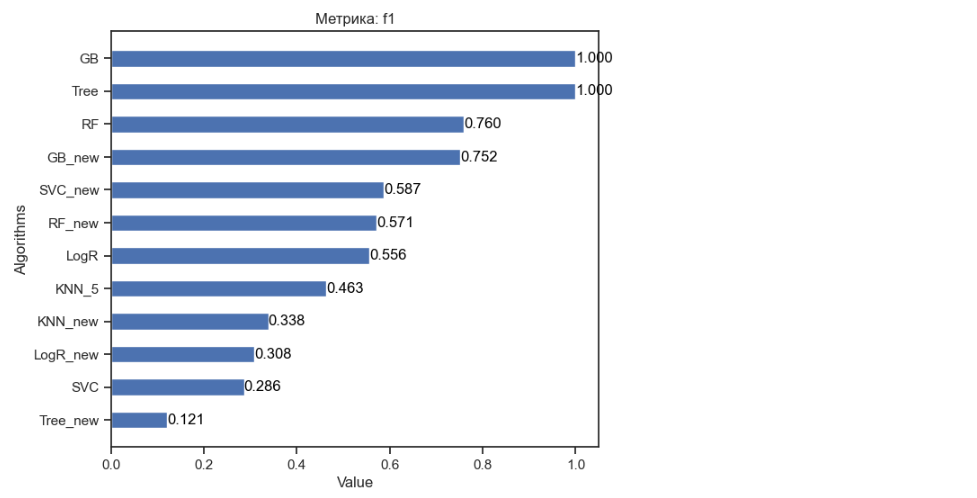 Метрика: f1
GB 1.000
Tree 1.000
RF 0.760
GB_new 0.752
SVC_new 0.587
RF_new 0.571
LogR 0.556
KNN_5 0.463
KNN_new 0.338
LogR_new 0.308
SVC 0.286
Tree_new 0.121
Algorithms
0.0 0.2 0.4 0.6 0.8 1.0
Value